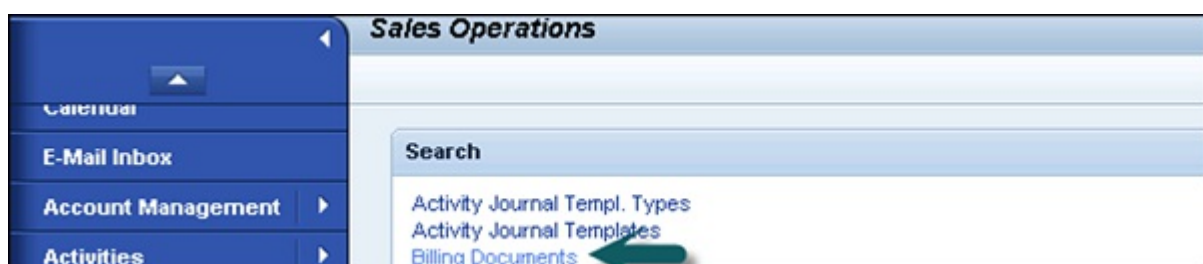 Sales Operations
Calendar
E-Mail Inbox
Account Management
Activities
Search
Activity Journal Templ. Types
Activity Journal Templates
Billing Documents